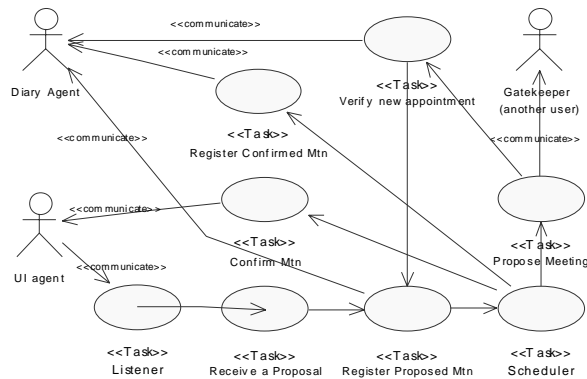 <<communicate>>
<<communicate>>
Diary Agent
<<Task>>
Verify new appointment
Gatekeeper
(another user)
<<communicate>>
<<Task>>
Register Confirmed Mtn
<<communicate>>
<<communicate>>
UI agent
<<communicate>>
<<Task>>
Confirm Mtn
<<Task>>
Propose Meeting
<<Task>>
Listener
<<Task>>
Receive a Proposal
<<Task>>
Register Proposed Mtn
<<Task>>
Scheduler